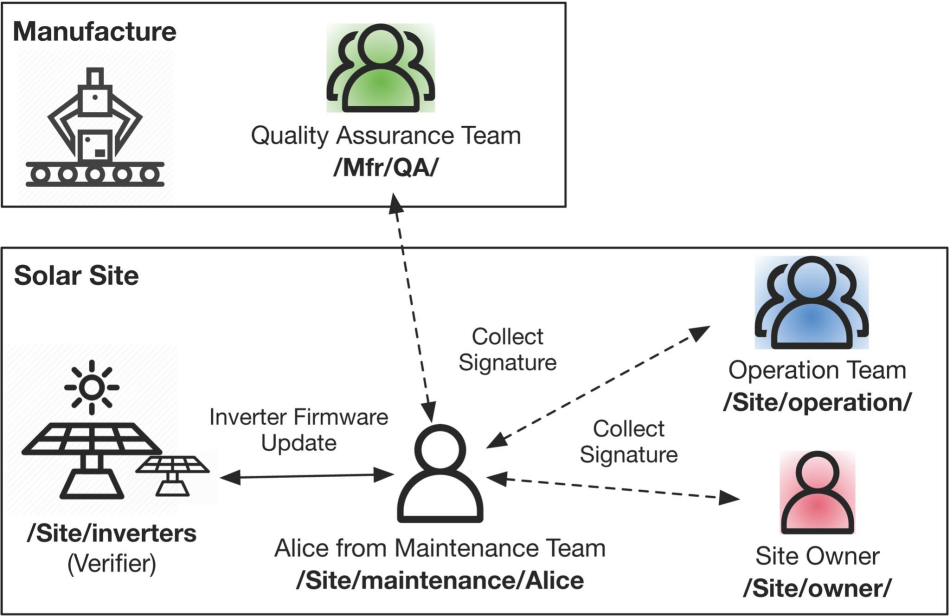 Manufacture
Quality Assurance Team
/Mfr/QA/
Solar Site
Collect
Signature
Operation Team
/Site/operation/
Inverter Firmware
Update
Collect
Signature
/Site/inverters
(Verifier)
Alice from Maintenance Team
/Site/maintenance/Alice
Site Owner
/Site/owner/